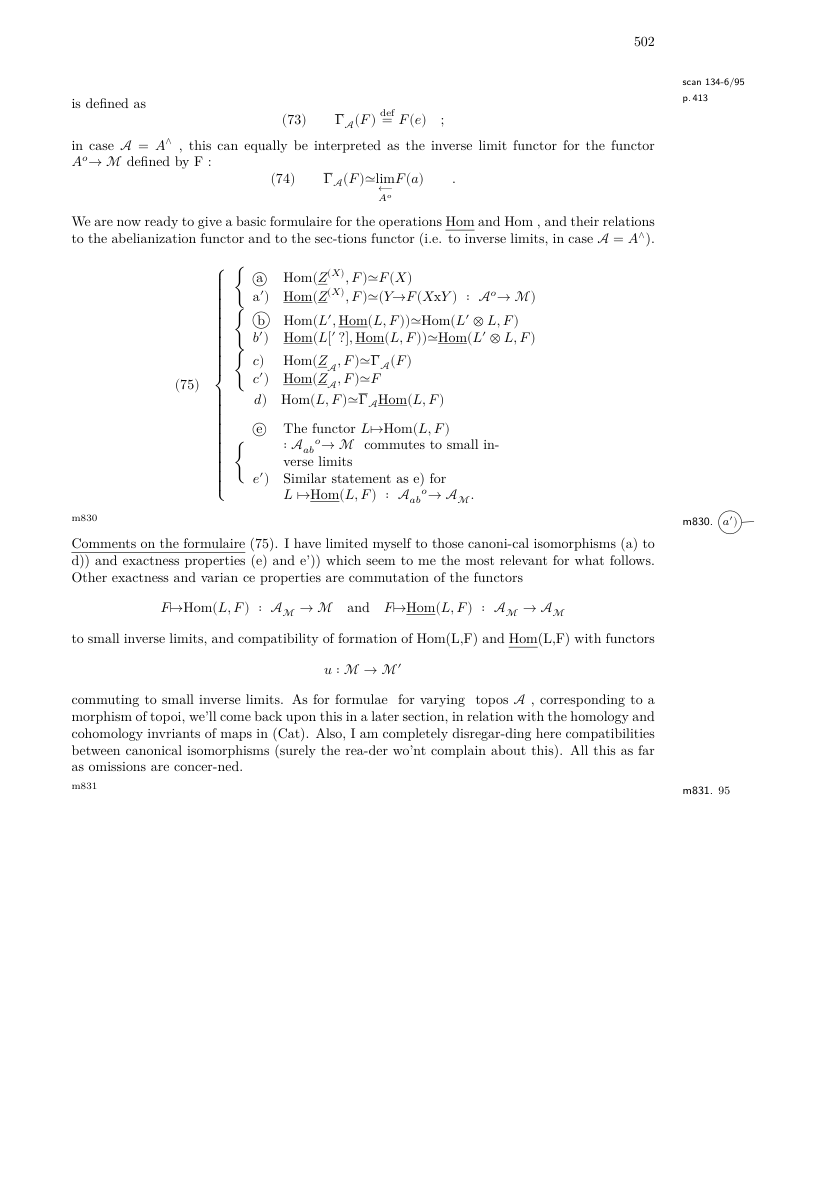 502
scan 134-6/95
p. 413
is defined as
(73) Γ_𝒜(F) ≝ F(e) ;
in case 𝒜 = A^∧ , this can equally be interpreted as the inverse limit functor for the functor
A^o→ ℳ defined by F :
(74) Γ_𝒜(F)≃lim F(a) .
←
A^o
We are now ready to give a basic formulaire for the operations Hom and Hom , and their relations
to the abelianization functor and to the sec-tions functor (i.e. to inverse limits, in case 𝒜 = A^∧).
ⓐ Hom(Z^(X), F)≃F(X)
a′) Hom(Z^(X), F)≃(Y→F(XxY) : 𝒜^o→ ℳ)
ⓑ Hom(L′, Hom(L, F))≃Hom(L′ ⊗ L, F)
b′) Hom(L[′ ?], Hom(L, F))≃Hom(L′ ⊗ L, F)
c) Hom(Z_𝒜, F)≃Γ_𝒜(F)
(75) c′) Hom(Z_𝒜, F)≃F
d) Hom(L, F)≃Γ_𝒜Hom(L, F)
ⓔ The functor L↦Hom(L, F)
: 𝒜_ab^o→ ℳ commutes to small in-
verse limits
e′) Similar statement as e) for
L ↦Hom(L, F) : 𝒜_ab^o→ 𝒜_ℳ.
m830
m830. a′)
Comments on the formulaire (75). I have limited myself to those canoni-cal isomorphisms (a) to
d)) and exactness properties (e) and e')) which seem to me the most relevant for what follows.
Other exactness and varian ce properties are commutation of the functors
F↦Hom(L, F) : 𝒜_ℳ → ℳ and F↦Hom(L, F) : 𝒜_ℳ → 𝒜_ℳ
to small inverse limits, and compatibility of formation of Hom(L,F) and Hom(L,F) with functors
u : ℳ → ℳ′
commuting to small inverse limits. As for formulae for varying topos 𝒜 , corresponding to a
morphism of topoi, we'll come back upon this in a later section, in relation with the homology and
cohomology invriants of maps in (Cat). Also, I am completely disregar-ding here compatibilities
between canonical isomorphisms (surely the rea-der wo'nt complain about this). All this as far
as omissions are concer-ned.
m831
m831. 95